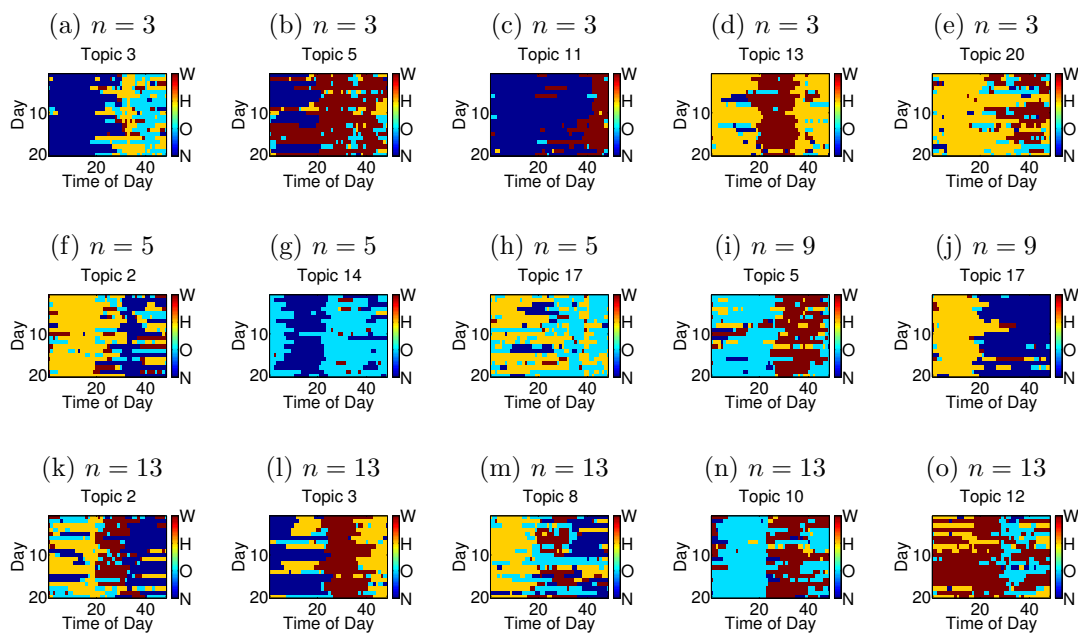 (a) n = 3 (b) n = 3 (c) n = 3 (d) n = 3 (e) n = 3
Topic 3 Topic 5 Topic 11 Topic 13 Topic 20
W W W W W
H H H H H
Day 10 Day 10 Day 10 Day 10 Day 10
O O O O O
20 N 20 N 20 N 20 N 20 N
20 40 20 40 20 40 20 40 20 40
Time of Day Time of Day Time of Day Time of Day Time of Day
(f) n = 5 (g) n = 5 (h) n = 5 (i) n = 9 (j) n = 9
Topic 2 Topic 14 Topic 17 Topic 5 Topic 17
W W W W W
H H H H H
Day 10 Day 10 Day 10 Day 10 Day 10
O O O O O
20 N 20 N 20 N 20 N 20 N
20 40 20 40 20 40 20 40 20 40
Time of Day Time of Day Time of Day Time of Day Time of Day
(k) n = 13 (l) n = 13 (m) n = 13 (n) n = 13 (o) n = 13
Topic 2 Topic 3 Topic 8 Topic 10 Topic 12
W W W W W
H H H H H
Day 10 Day 10 Day 10 Day 10 Day 10
O O O O O
20 N 20 N 20 N 20 N 20 N
20 40 20 40 20 40 20 40 20 40
Time of Day Time of Day Time of Day Time of Day Time of Day